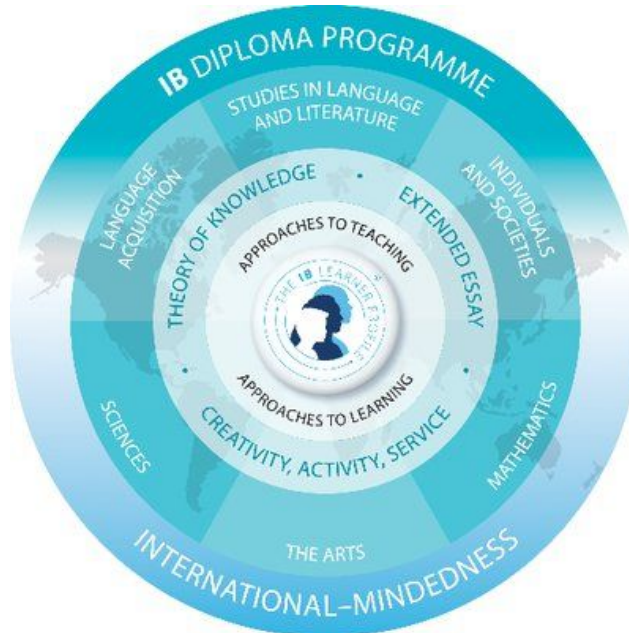 IB DIPLOMA PROGRAMME
STUDIES IN LANGUAGE
AND LITERATURE
LANGUAGE
ACQUISITION
INDIVIDUALS
AND SOCIETIES
THEORY OF KNOWLEDGE
•
EXTENDED ESSAY
•
APPROACHES TO TEACHING
THE IB LEARNER PROFILE
APPROACHES TO LEARNING
•
CREATIVITY, ACTIVITY, SERVICE
SCIENCES
MATHEMATICS
THE ARTS
INTERNATIONAL–MINDEDNESS